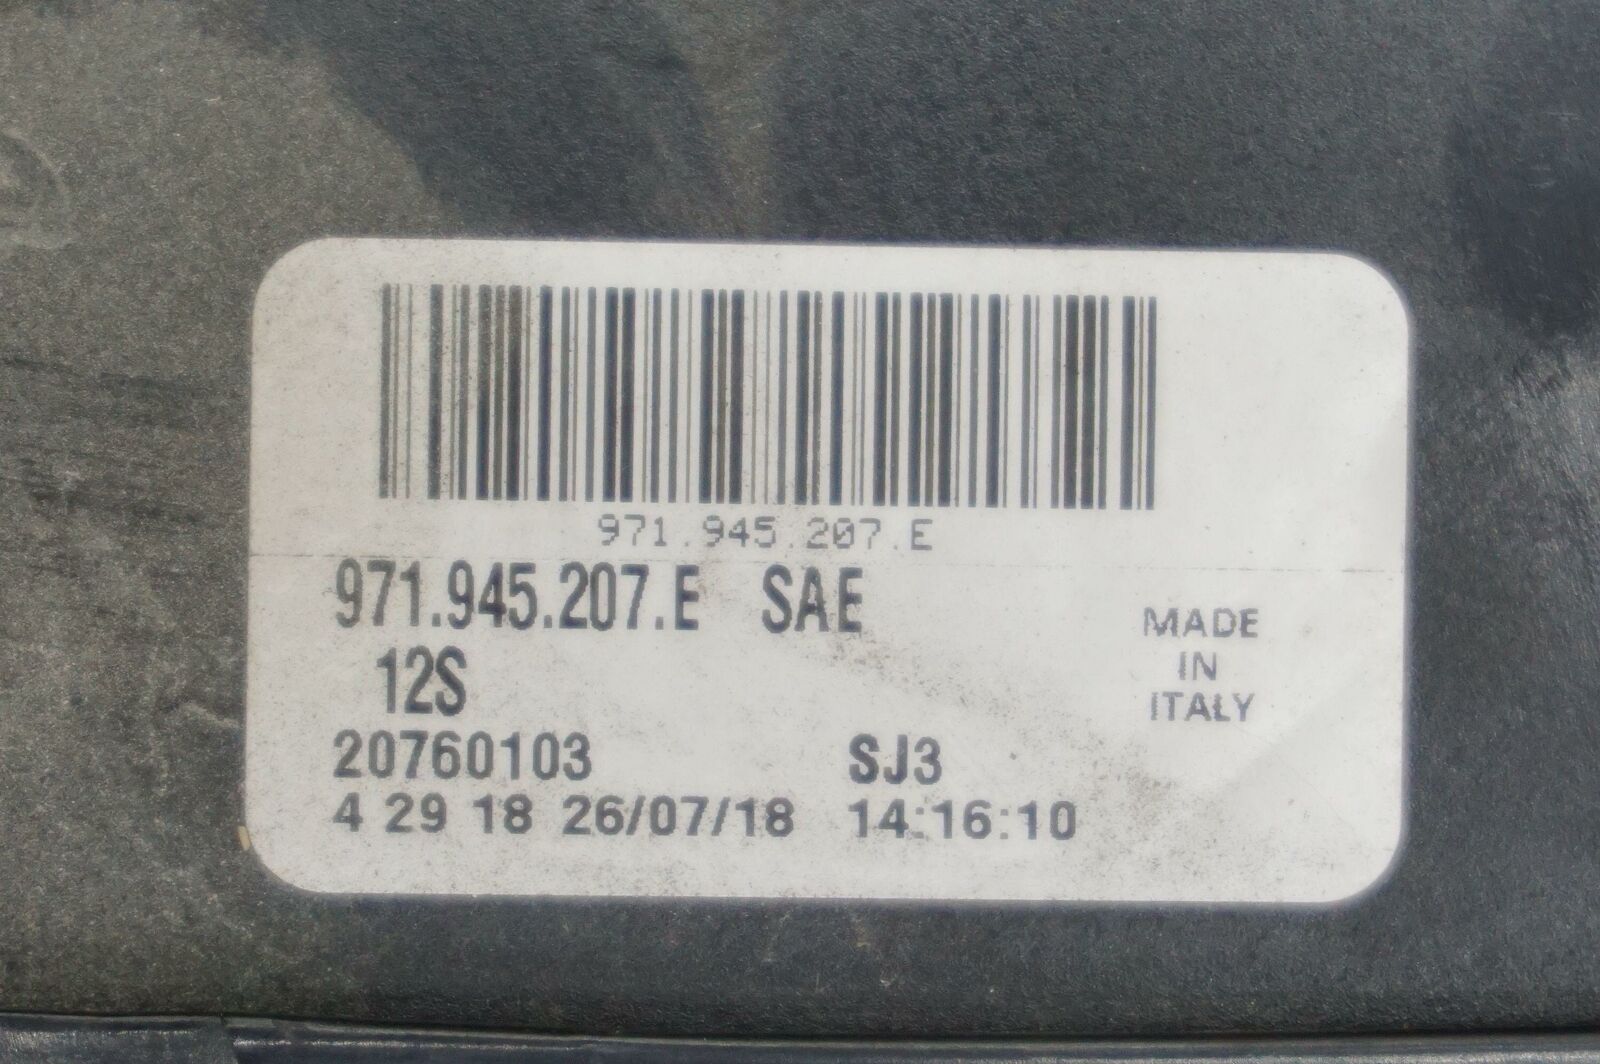 971.945.207.E
971.945.207.E SAE
12S
MADE
IN
ITALY
20760103 SJ3
4 29 18 26/07/18 14:16:10